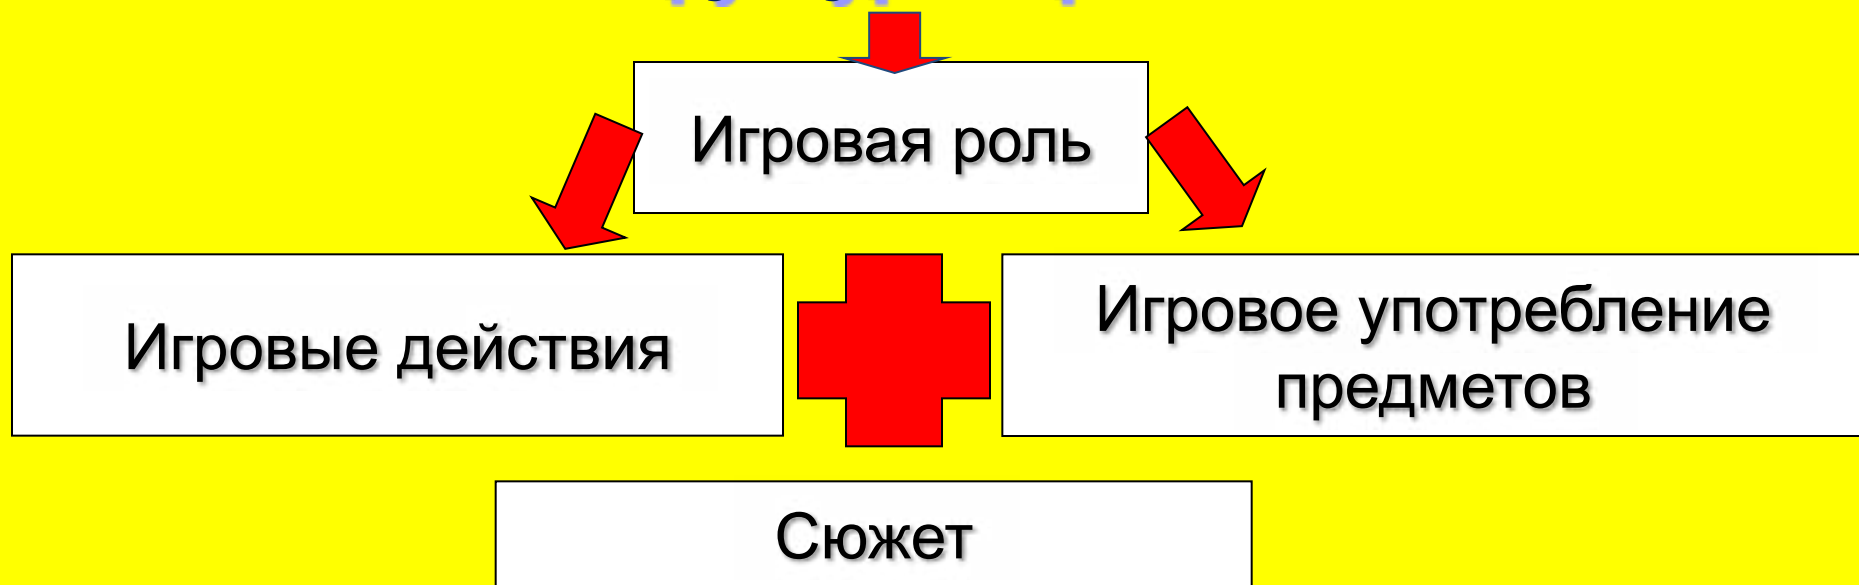 Игровая роль
Игровые действия
Игровое употребление
предметов
Сюжет